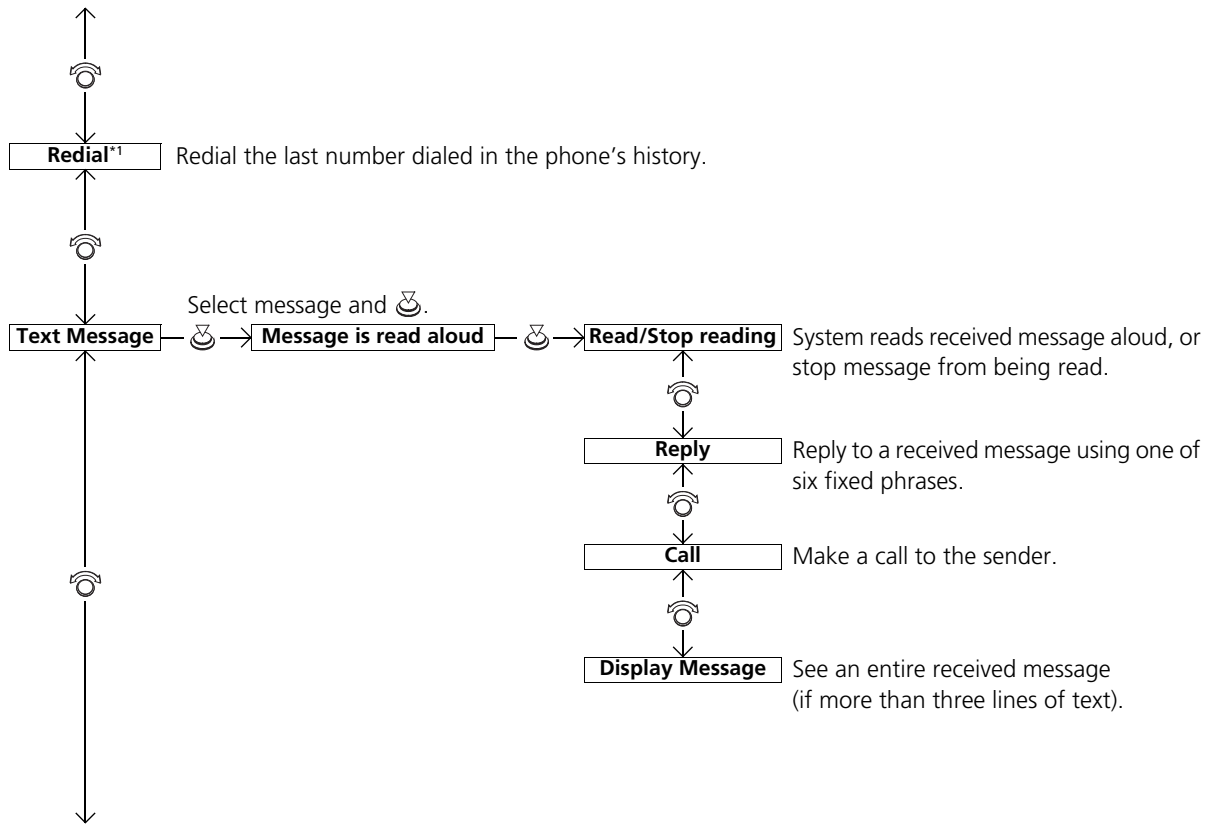 Redial*1 Redial the last number dialed in the phone's history.
Select message and .
Text Message Message is read aloud Read/Stop reading System reads received message aloud, or
stop message from being read.
Reply Reply to a received message using one of
six fixed phrases.
Call Make a call to the sender.
Display Message See an entire received message
(if more than three lines of text).